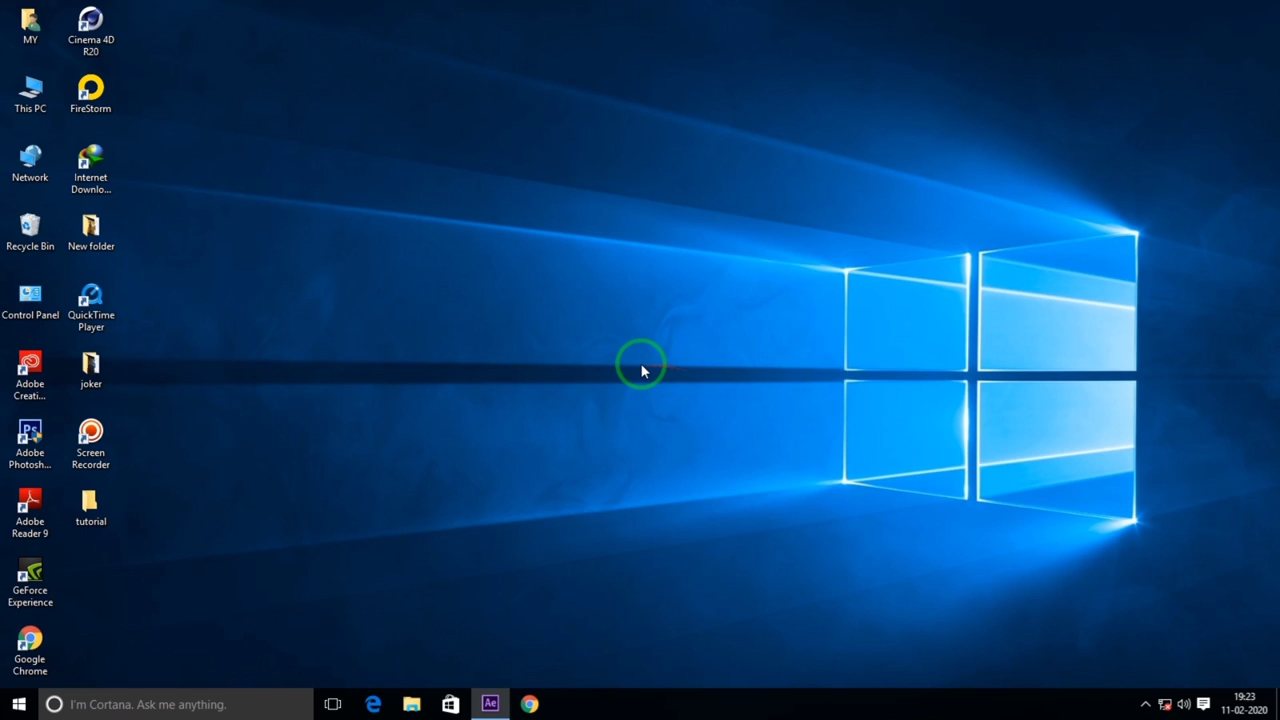 MY
Cinema 4D
R20
This PC
FireStorm
Network
Internet
Downlo...
Recycle Bin
New folder
Control Panel
QuickTime
Player
Adobe
Creati...
joker
Ps
Adobe
Photosh...
Screen
Recorder
Adobe
Reader 9
tutorial
GeForce
Experience
Google
Chrome
I'm Cortana. Ask me anything.
Ae
19:23
11-02-2020